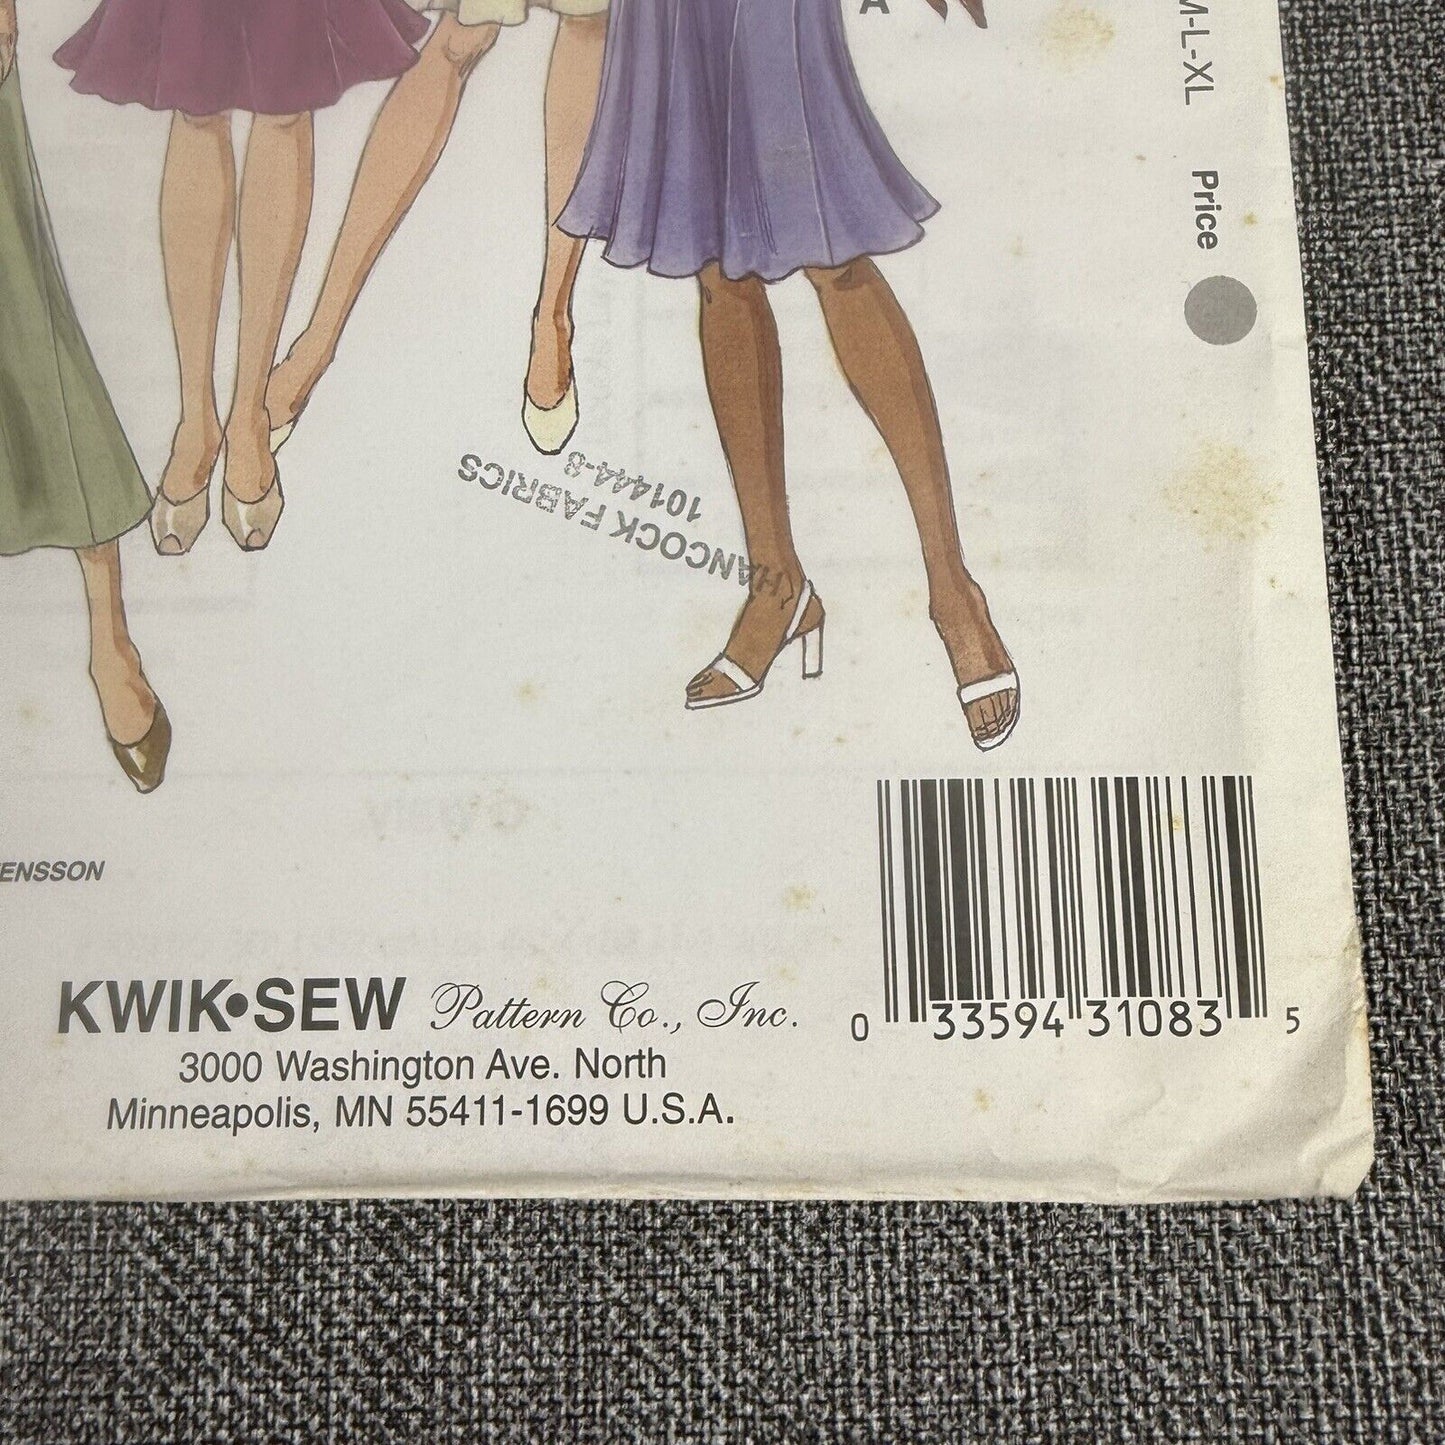 A
M-L-XL Price
HANCOCK FABRICS
101444-8
ENSSON
KWIK•SEW Pattern Co., Inc.
3000 Washington Ave. North
Minneapolis, MN 55411-1699 U.S.A.
0 33594 31083 5